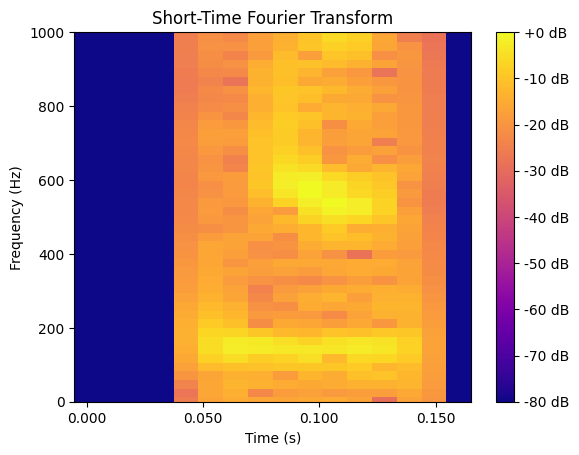 Short-Time Fourier Transform
1000
800
600
400
200
0
Frequency (Hz)
0.000
0.050
0.100
0.150
Time (s)
+0 dB
-10 dB
-20 dB
-30 dB
-40 dB
-50 dB
-60 dB
-70 dB
-80 dB